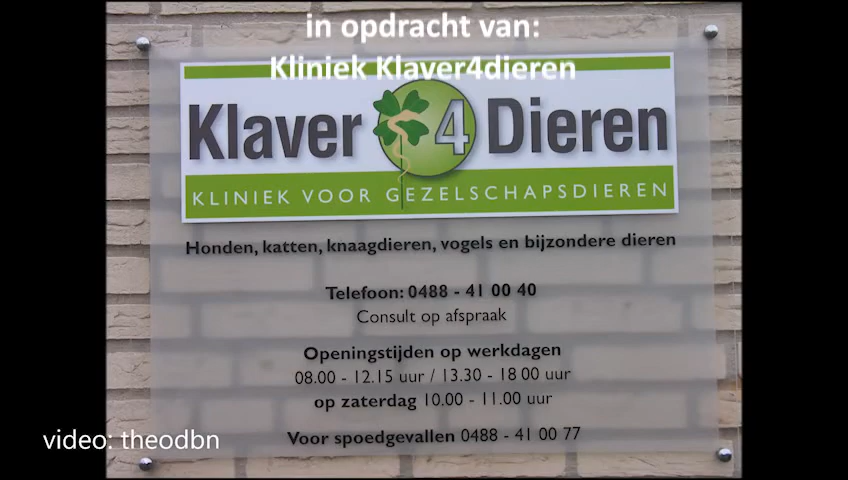 in opdracht van:
Kliniek Klaver4dieren
Klaver 4 Dieren
KLINIEK VOOR GEZELSCHAPSDIEREN
Honden, katten, knaagdieren, vogels en bijzondere dieren
Telefoon: 0488 - 41 00 40
Consult op afspraak
Openingstijden op werkdagen
08.00 - 12.15 uur / 13.30 - 18 00 uur
op zaterdag 10.00 - 11.00 uur
Voor spoedgevallen 0488 - 41 00 77
video: theodbn